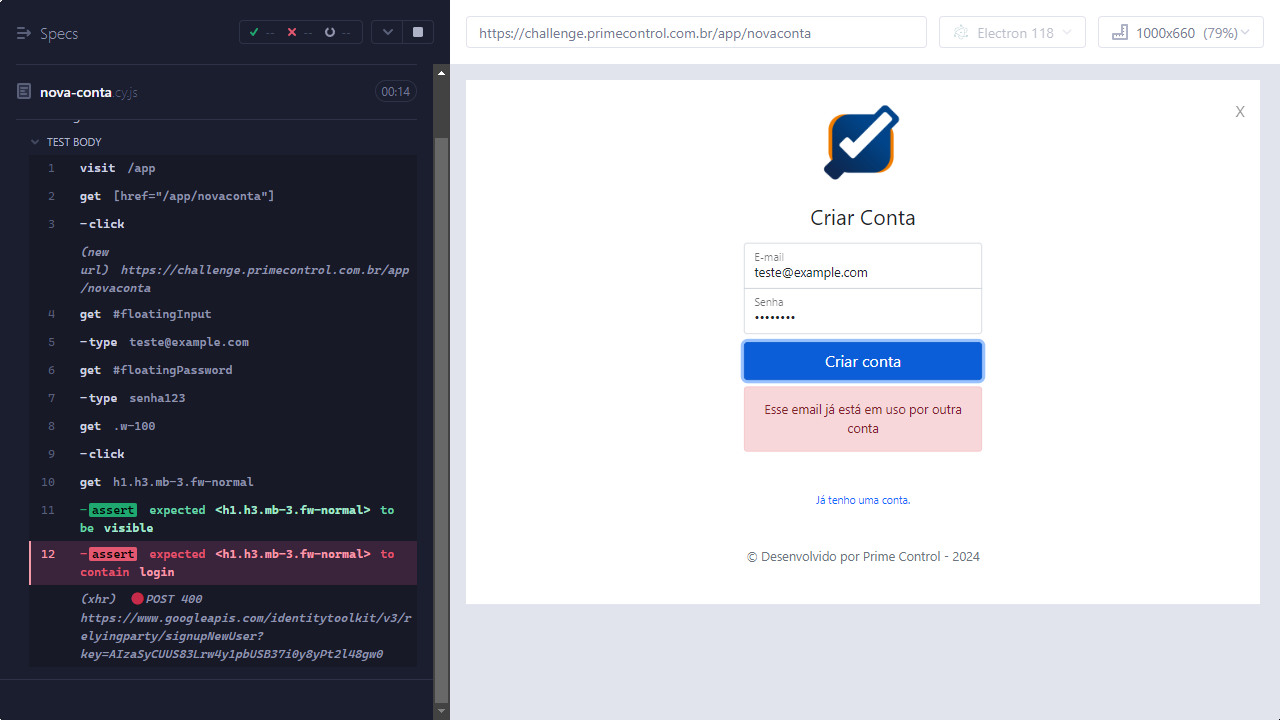 Specs
--
--
--
nova-conta.cy.js
00:14
TEST BODY
1 visit /app
2 get [href="/app/novaconta"]
3 -click
(new
url) https://challenge.primecontrol.com.br/app
/novaconta
4 get #floatingInput
5 -type teste@example.com
6 get #floatingPassword
7 -type senha123
8 get .w-100
9 -click
10 get h1.h3.mb-3.fw-normal
11 -assert expected <h1.h3.mb-3.fw-normal> to
be visible
12 -assert expected <h1.h3.mb-3.fw-normal> to
contain login
(xhr) POST 400
https://www.googleapis.com/identitytoolkit/v3/r
elyingparty/signupNewUser?
key=AIzaSyCUUS83Lrw4y1pbUSB37i0y8yPt2l48gw0
https://challenge.primecontrol.com.br/app/novaconta
Electron 118
1000x660 (79%)
X
Criar Conta
E-mail
teste@example.com
Senha
••••••••
Criar conta
Esse email já está em uso por outra
conta
Já tenho uma conta.
© Desenvolvido por Prime Control - 2024